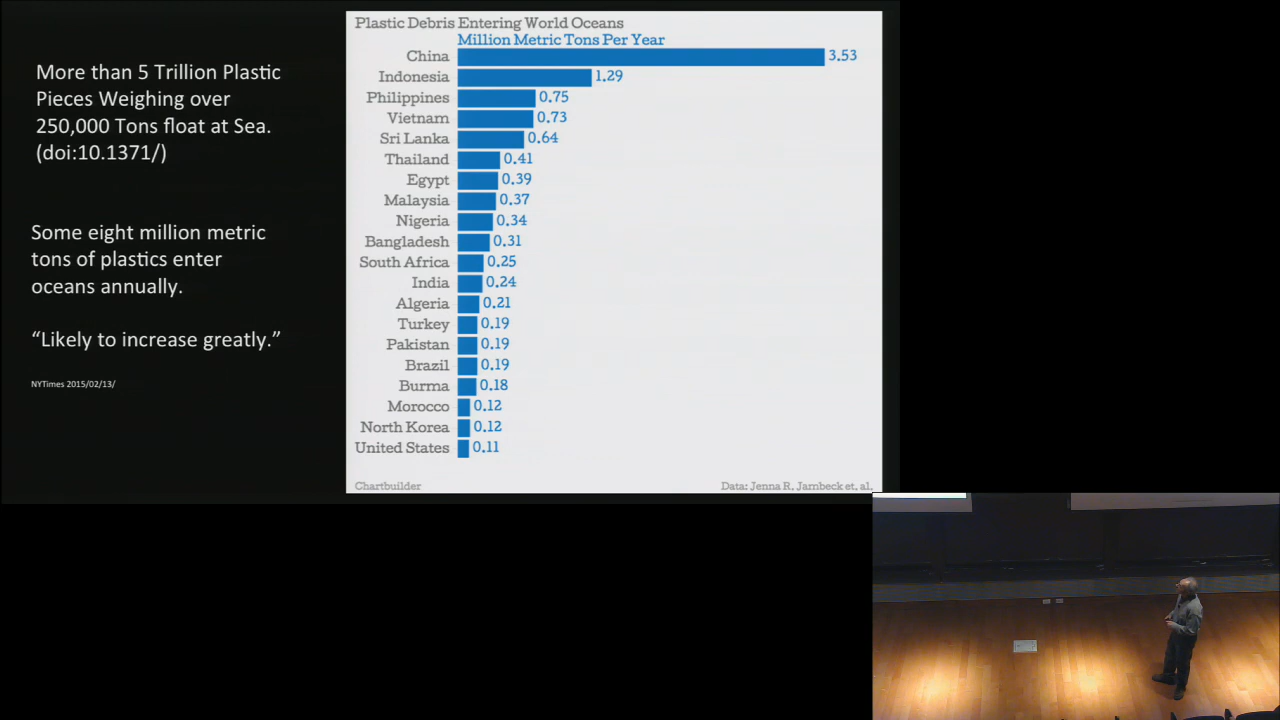 More than 5 Trillion Plastic
Pieces Weighing over
250,000 Tons float at Sea.
(doi:10.1371/)
Some eight million metric
tons of plastics enter
oceans annually.
“Likely to increase greatly.”
NYTimes 2015/02/13/
Plastic Debris Entering World Oceans
Million Metric Tons Per Year
China 3.53
Indonesia 1.29
Philippines 0.75
Vietnam 0.73
Sri Lanka 0.64
Thailand 0.41
Egypt 0.39
Malaysia 0.37
Nigeria 0.34
Bangladesh 0.31
South Africa 0.25
India 0.24
Algeria 0.21
Turkey 0.19
Pakistan 0.19
Brazil 0.19
Burma 0.18
Morocco 0.12
North Korea 0.12
United States 0.11
Chartbuilder Data: Jenna R. Jambeck et. al.